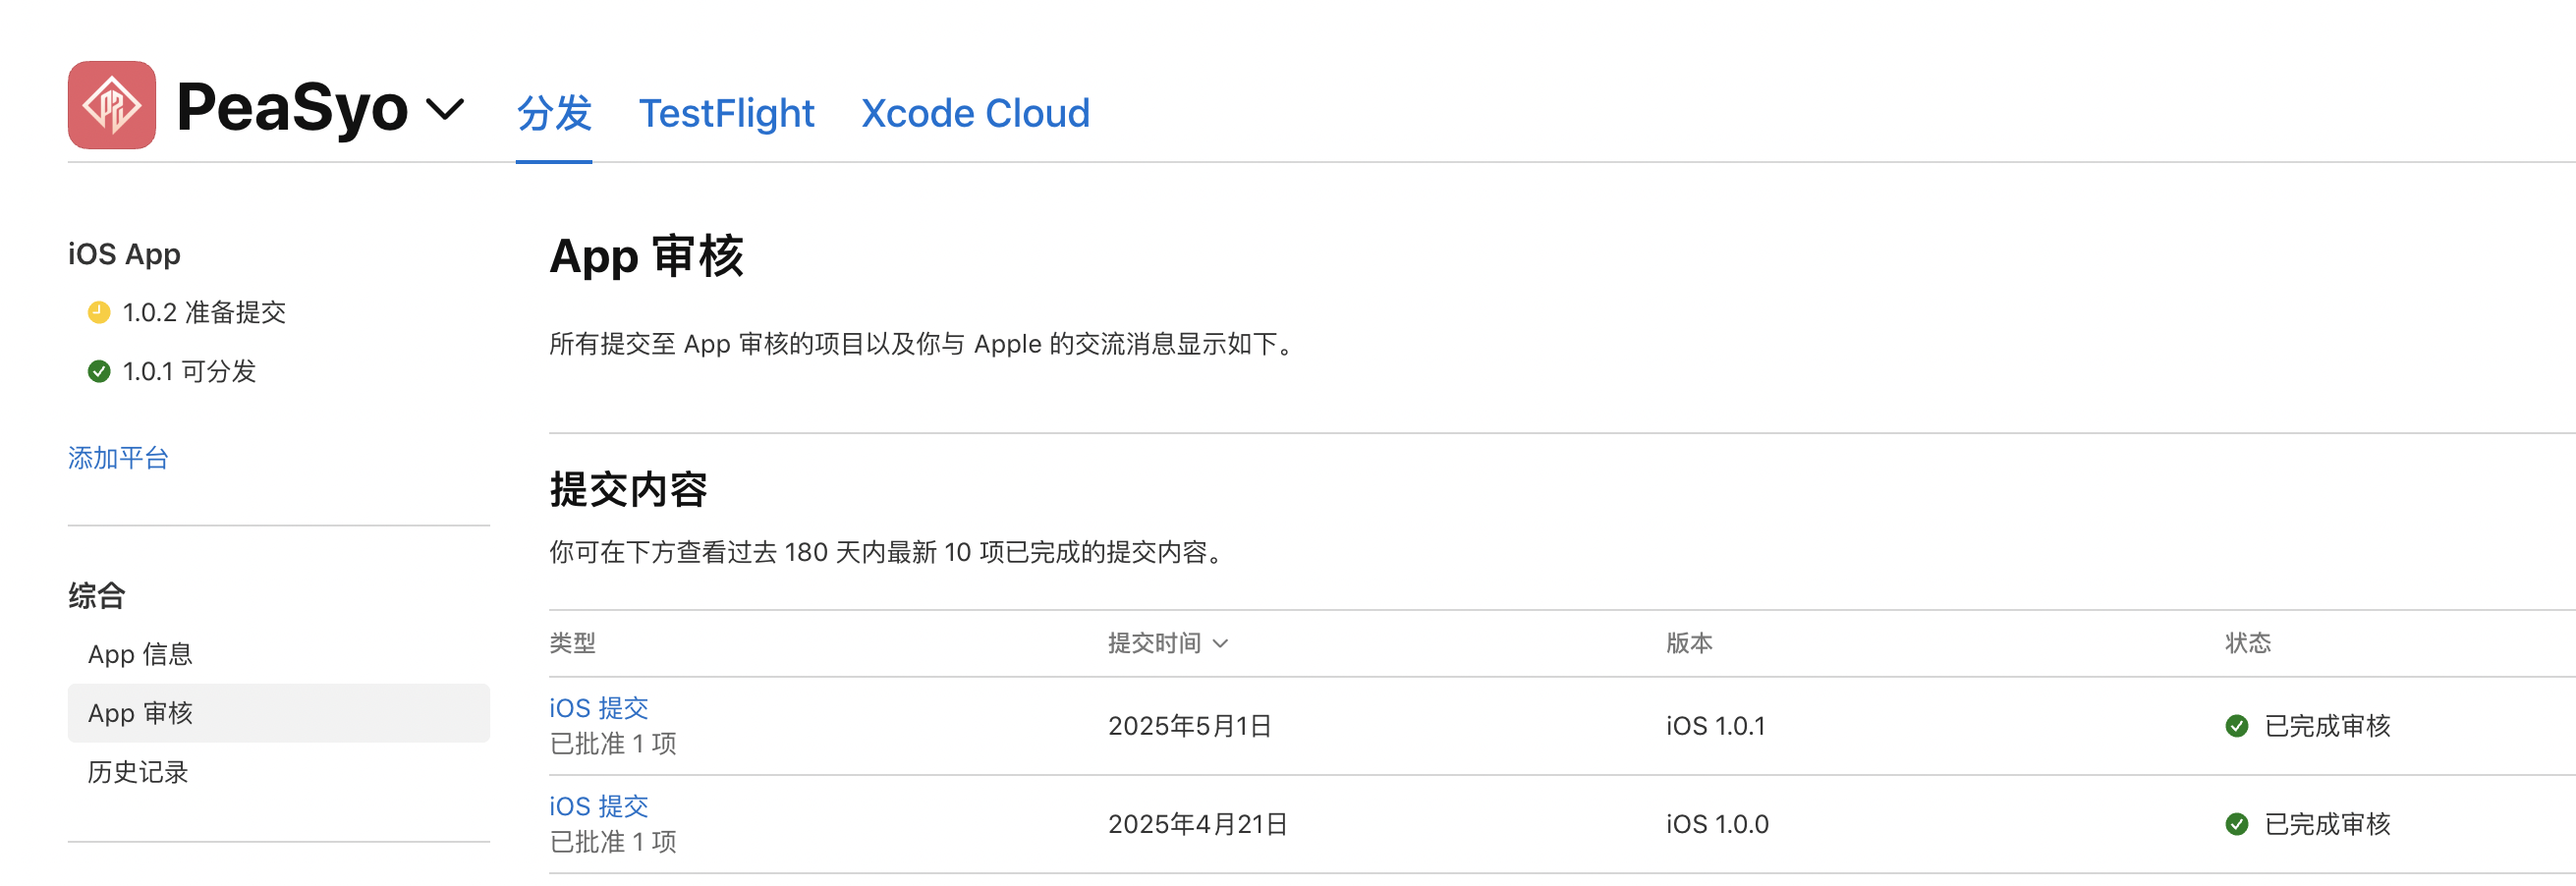 PeaSyo
分发 TestFlight Xcode Cloud
iOS App
1.0.2 准备提交
1.0.1 可分发
添加平台
综合
App 信息
App 审核
历史记录
App 审核
所有提交至 App 审核的项目以及你与 Apple 的交流消息显示如下。
提交内容
你可在下方查看过去 180 天内最新 10 项已完成的提交内容。
类型 提交时间 版本 状态
iOS 提交
已批准 1 项
2025年5月1日 iOS 1.0.1 已完成审核
iOS 提交
已批准 1 项
2025年4月21日 iOS 1.0.0 已完成审核